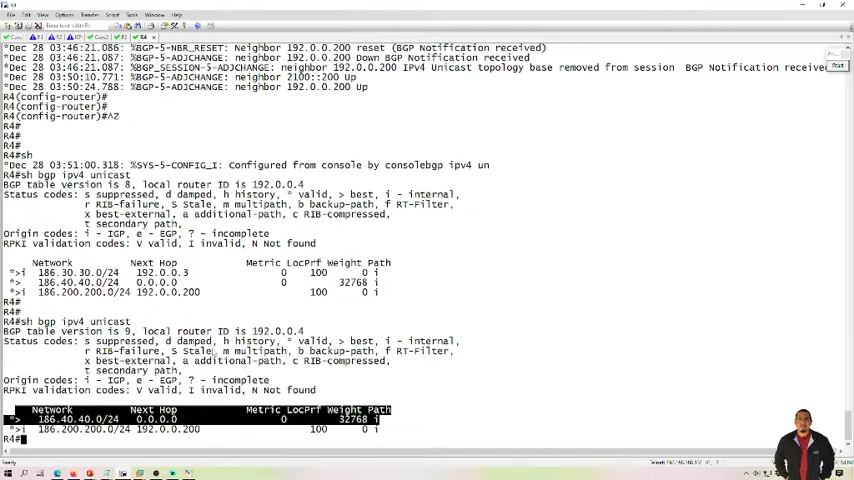 File Edit View Options Transfer Script Tools Window Help
Enter host <Alt+R>
R4
*Dec 28 03:46:21.086: %BGP-5-NBR_RESET: Neighbor 192.0.0.200 reset (BGP Notification received)
*Dec 28 03:46:21.087: %BGP-5-ADJCHANGE: neighbor 192.0.0.200 Down BGP Notification received
*Dec 28 03:46:21.087: %BGP_SESSION-5-ADJCHANGE: neighbor 192.0.0.200 IPv4 Unicast topology base removed from session  BGP Notification received
*Dec 28 03:50:10.771: %BGP-5-ADJCHANGE: neighbor 2100::200 Up
*Dec 28 03:50:24.788: %BGP-5-ADJCHANGE: neighbor 192.0.0.200 Up
R4(config-router)#
R4(config-router)#
R4(config-router)#^Z
R4#
R4#
R4#sh
*Dec 28 03:51:00.318: %SYS-5-CONFIG_I: Configured from console by consolebgp ipv4 un
R4#sh bgp ipv4 unicast
BGP table version is 8, local router ID is 192.0.0.4
Status codes: s suppressed, d damped, h history, * valid, > best, i - internal,
r RIB-failure, S Stale, m multipath, b backup-path, f RT-Filter,
x best-external, a additional-path, c RIB-compressed,
t secondary path,
Origin codes: i - IGP, e - EGP, ? - incomplete
RPKI validation codes: V valid, I invalid, N Not found
Network Next Hop Metric LocPrf Weight Path
*>i 186.30.30.0/24 192.0.0.3 0 100 0 i
*> 186.40.40.0/24 0.0.0.0 0 32768 i
*>i 186.200.200.0/24 192.0.0.200 100 0 i
R4#
R4#
R4#sh bgp ipv4 unicast
BGP table version is 9, local router ID is 192.0.0.4
Status codes: s suppressed, d damped, h history, * valid, > best, i - internal,
r RIB-failure, S Stale, m multipath, b backup-path, f RT-Filter,
x best-external, a additional-path, c RIB-compressed,
t secondary path,
Origin codes: i - IGP, e - EGP, ? - incomplete
RPKI validation codes: V valid, I invalid, N Not found
Network Next Hop Metric LocPrf Weight Path
*> 186.40.40.0/24 0.0.0.0 0 32768 i
*>i 186.200.200.0/24 192.0.0.200 100 0 i
R4#
Ready
Start